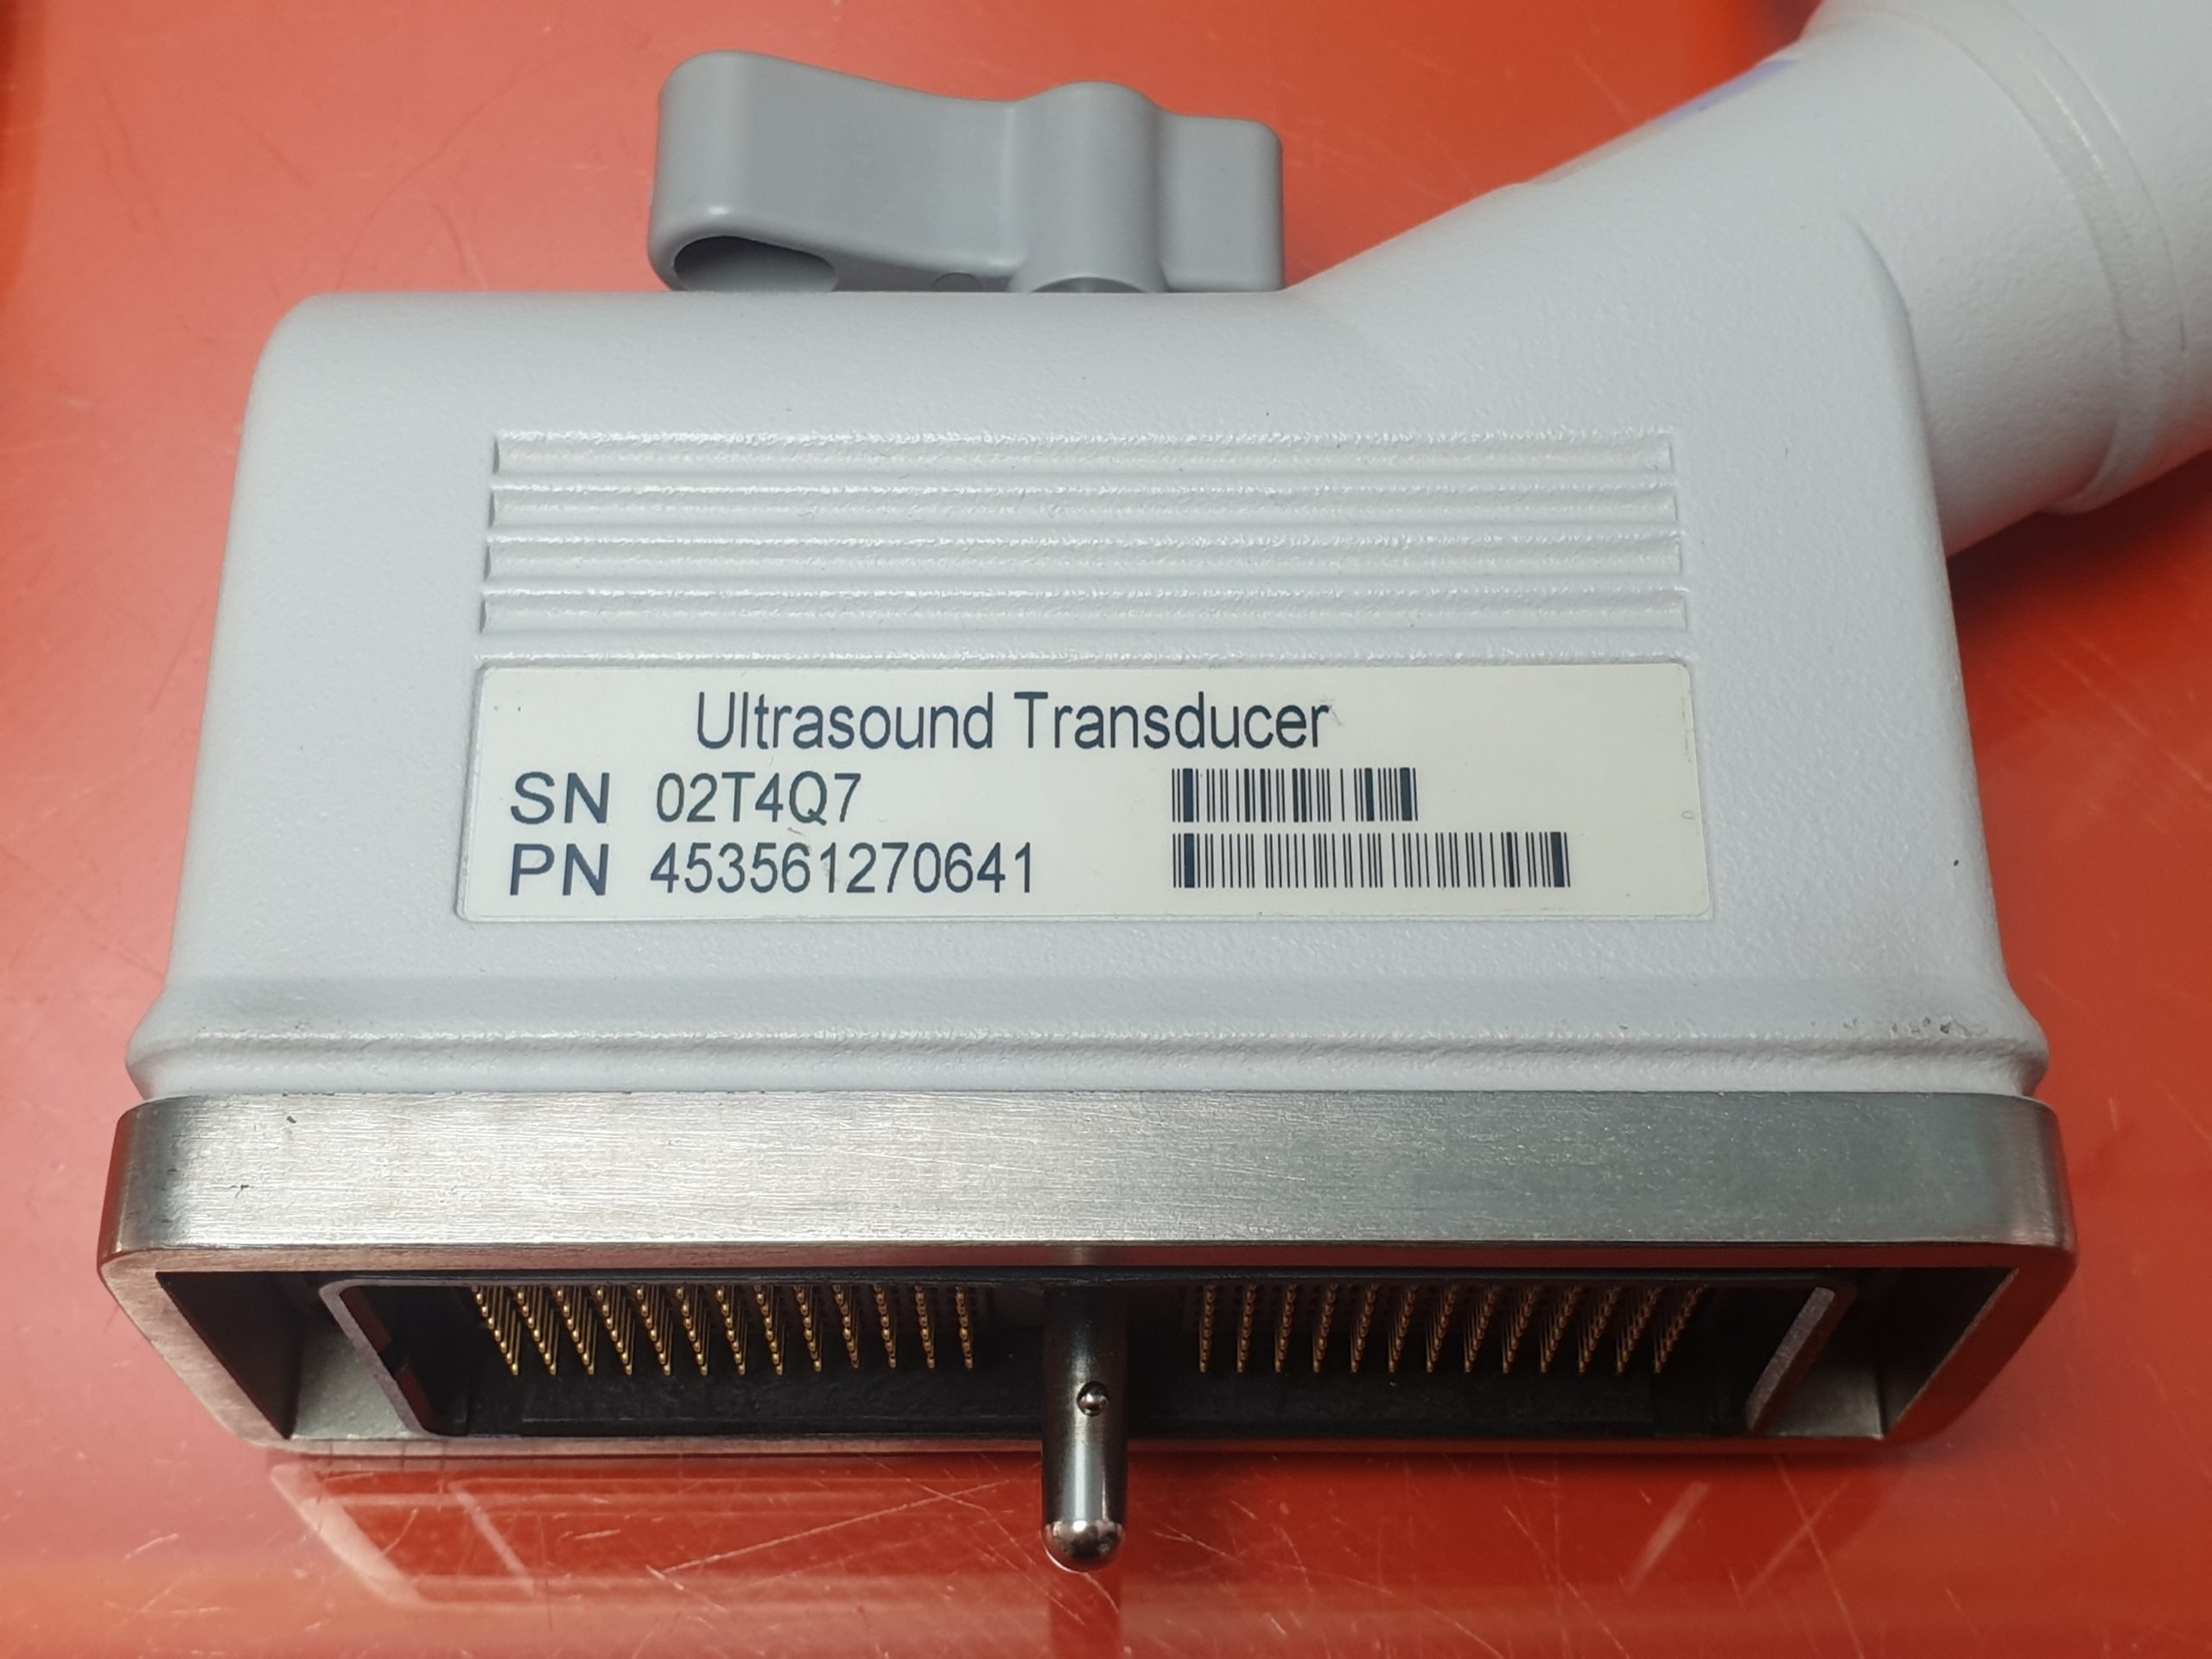 Ultrasound Transducer
SN 02T4Q7
PN 453561270641